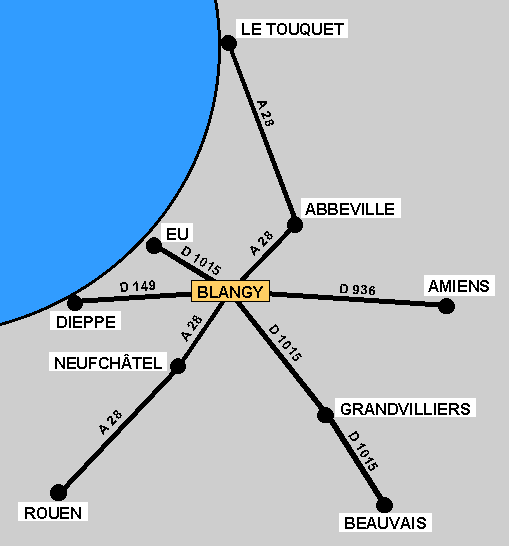 LE TOUQUET
A 28
ABBEVILLE
EU
A 28
D 1015
D 149
BLANGY
D 936
AMIENS
DIEPPE
A 28
D 1015
NEUFCHÂTEL
GRANDVILLIERS
A 28
D 1015
ROUEN
BEAUVAIS